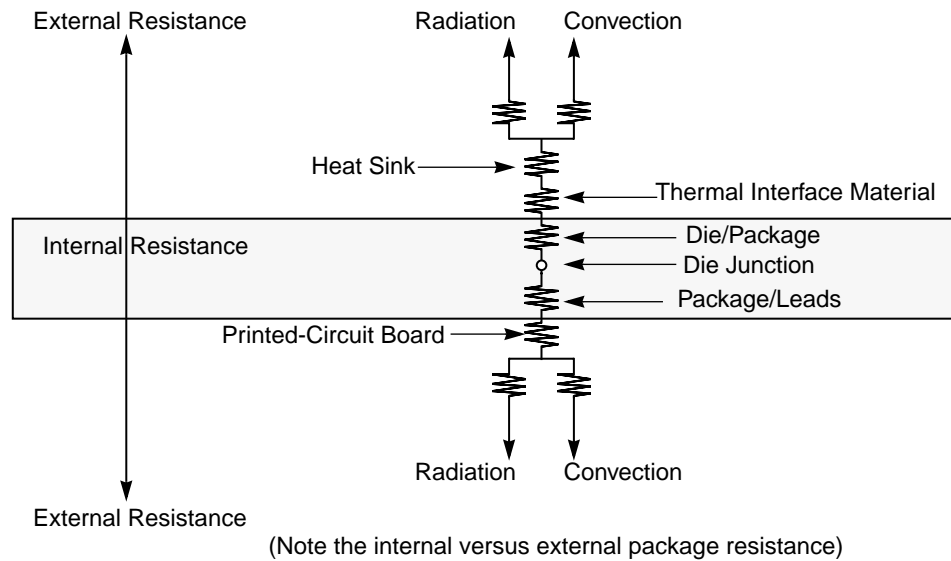 External Resistance
Radiation
Convection
Heat Sink
Thermal Interface Material
Internal Resistance
Die/Package
Die Junction
Package/Leads
Printed-Circuit Board
Radiation
Convection
External Resistance
(Note the internal versus external package resistance)